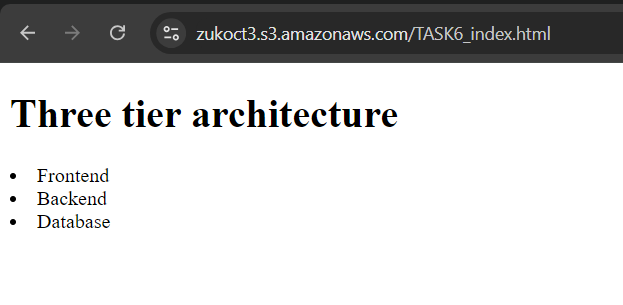 zukoct3.s3.amazonaws.com/TASK6_index.html
Three tier architecture
Frontend
Backend
Database